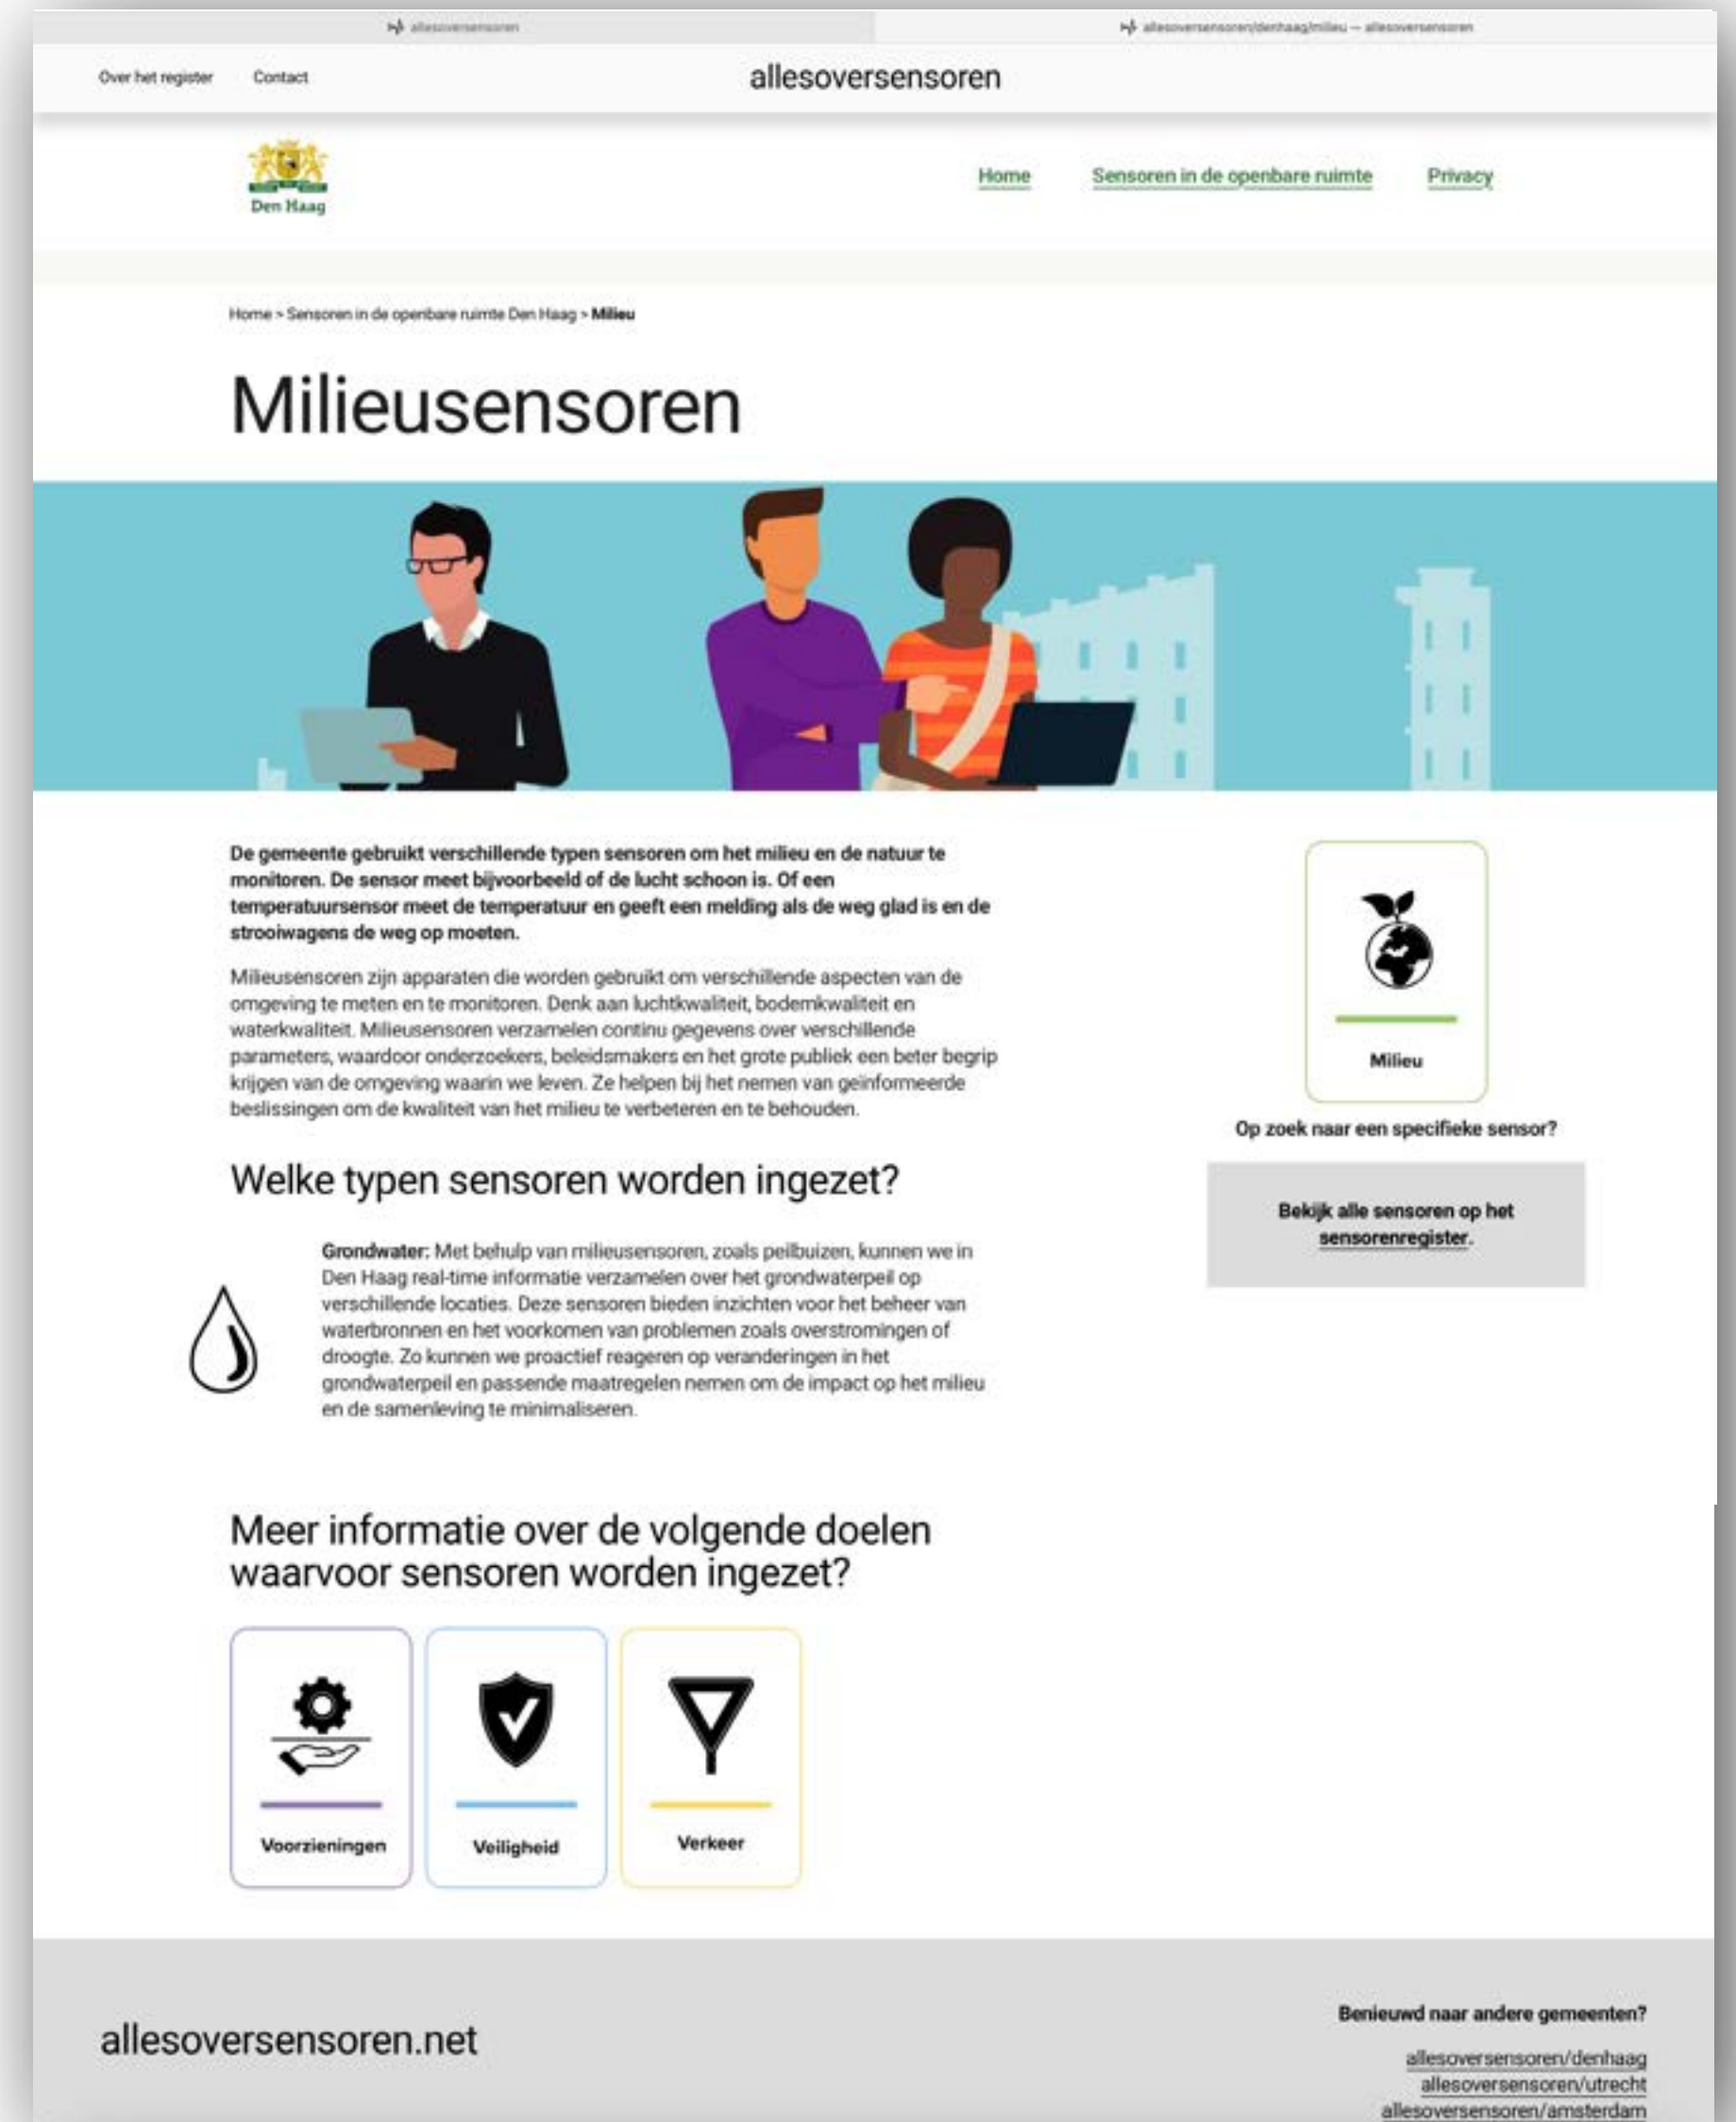 allesoversensoren
allesoversensoren/denhaag/milieu — allesoversensoren
Over het register
Contact
allesoversensoren
Den Haag
Home
Sensoren in de openbare ruimte
Privacy
Home > Sensoren in de openbare ruimte Den Haag > Milieu
Milieusensoren
De gemeente gebruikt verschillende typen sensoren om het milieu en de natuur te
monitoren. De sensor meet bijvoorbeeld of de lucht schoon is. Of een
temperatuursensor meet de temperatuur en geeft een melding als de weg glad is en de
strooiwagens de weg op moeten.
Milieusensoren zijn apparaten die worden gebruikt om verschillende aspecten van de
omgeving te meten en te monitoren. Denk aan luchtkwaliteit, bodemkwaliteit en
waterkwaliteit. Milieusensoren verzamelen continu gegevens over verschillende
parameters, waardoor onderzoekers, beleidsmakers en het grote publiek een beter begrip
krijgen van de omgeving waarin we leven. Ze helpen bij het nemen van geïnformeerde
beslissingen om de kwaliteit van het milieu te verbeteren en te behouden.
Milieu
Op zoek naar een specifieke sensor?
Bekijk alle sensoren op het
sensorenregister.
Welke typen sensoren worden ingezet?
Grondwater: Met behulp van milieusensoren, zoals peilbuizen, kunnen we in
Den Haag real-time informatie verzamelen over het grondwaterpeil op
verschillende locaties. Deze sensoren bieden inzichten voor het beheer van
waterbronnen en het voorkomen van problemen zoals overstromingen of
droogte. Zo kunnen we proactief reageren op veranderingen in het
grondwaterpeil en passende maatregelen nemen om de impact op het milieu
en de samenleving te minimaliseren.
Meer informatie over de volgende doelen
waarvoor sensoren worden ingezet?
Voorzieningen
Veiligheid
Verkeer
allesoversensoren.net
Benieuwd naar andere gemeenten?
allesoversensoren/denhaag
allesoversensoren/utrecht
allesoversensoren/amsterdam